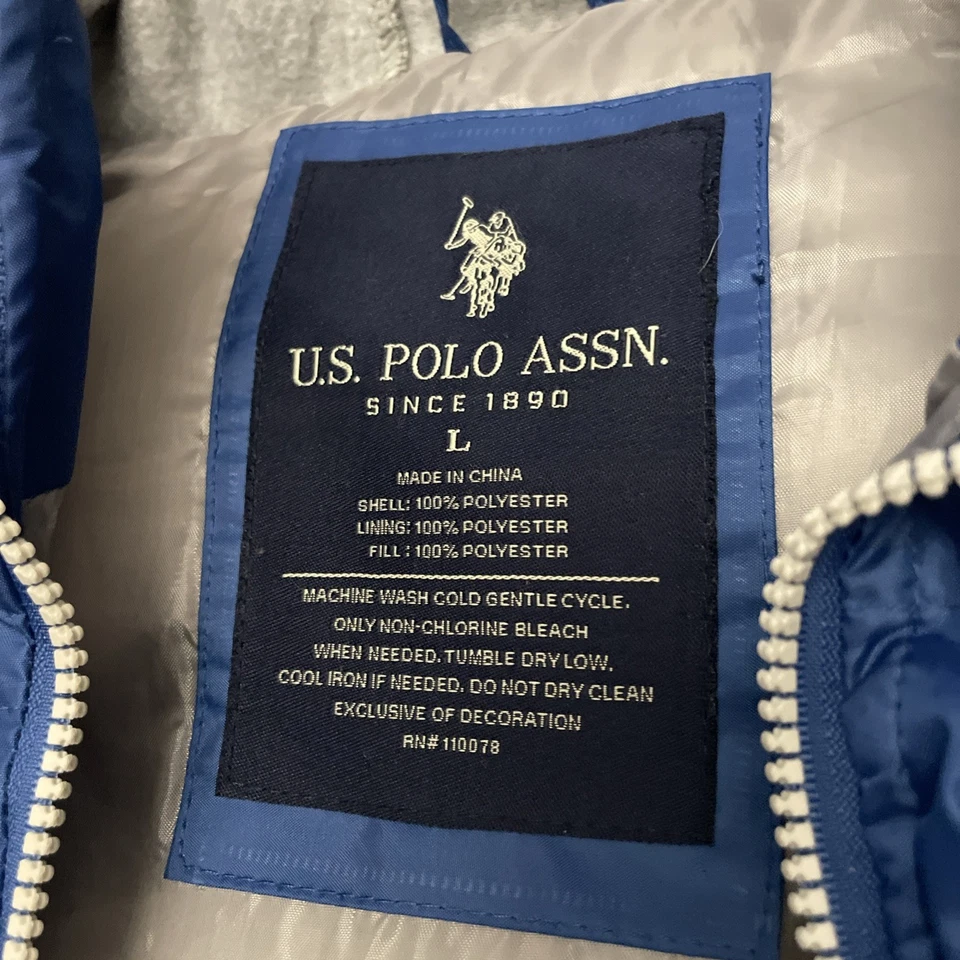 U.S. POLO ASSN.
SINCE 1890
L
MADE IN CHINA
SHELL: 100% POLYESTER
LINING: 100% POLYESTER
FILL: 100% POLYESTER
MACHINE WASH COLD GENTLE CYCLE.
ONLY NON-CHLORINE BLEACH
WHEN NEEDED. TUMBLE DRY LOW.
COOL IRON IF NEEDED. DO NOT DRY CLEAN
EXCLUSIVE OF DECORATION
RN# 110078